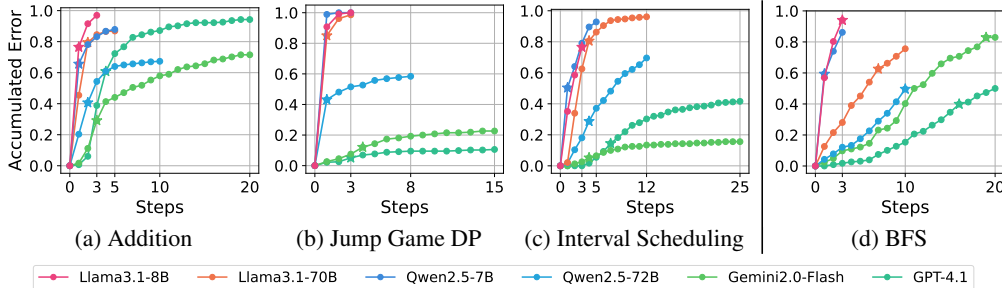 Accumulated Error
1.0
0.8
0.6
0.4
0.2
0.0
0 3 5 10 20
Steps
(a) Addition
1.0
0.8
0.6
0.4
0.2
0.0
0 3 8 15
Steps
(b) Jump Game DP
1.0
0.8
0.6
0.4
0.2
0.0
0 3 5 12 25
Steps
(c) Interval Scheduling
1.0
0.8
0.6
0.4
0.2
0.0
0 3 10 20
Steps
(d) BFS
Llama3.1-8B Llama3.1-70B Qwen2.5-7B Qwen2.5-72B Gemini2.0-Flash GPT-4.1